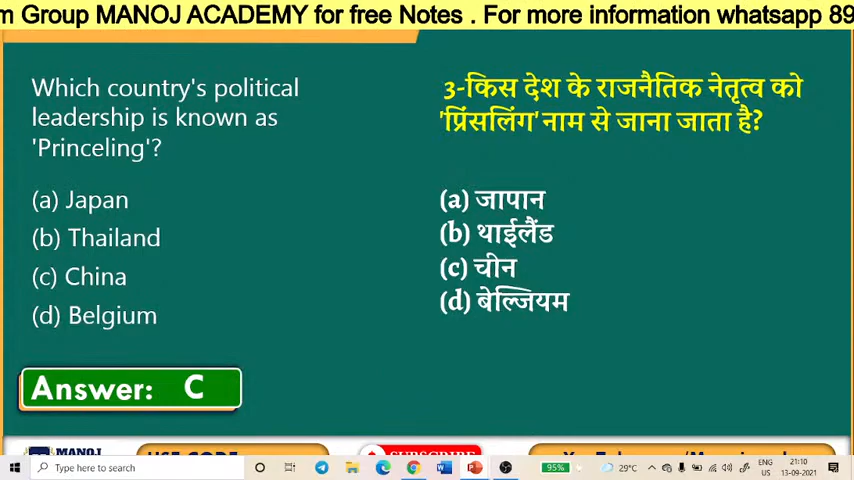 m Group MANOJ ACADEMY for free Notes . For more information whatsapp 89
Which country's political
leadership is known as
'Princeling'?
(a) Japan
(b) Thailand
(c) China
(d) Belgium
3-किस देश के राजनैतिक नेतृत्व को
'प्रिंसलिंग' नाम से जाना जाता है?
(a) जापान
(b) थाईलैंड
(c) चीन
(d) बेल्जियम
Answer: C
MANOJ
USE CODE
SUBSCRIBE
Type here to search
95%
29°C
ENG
US
21:10
13-09-2021